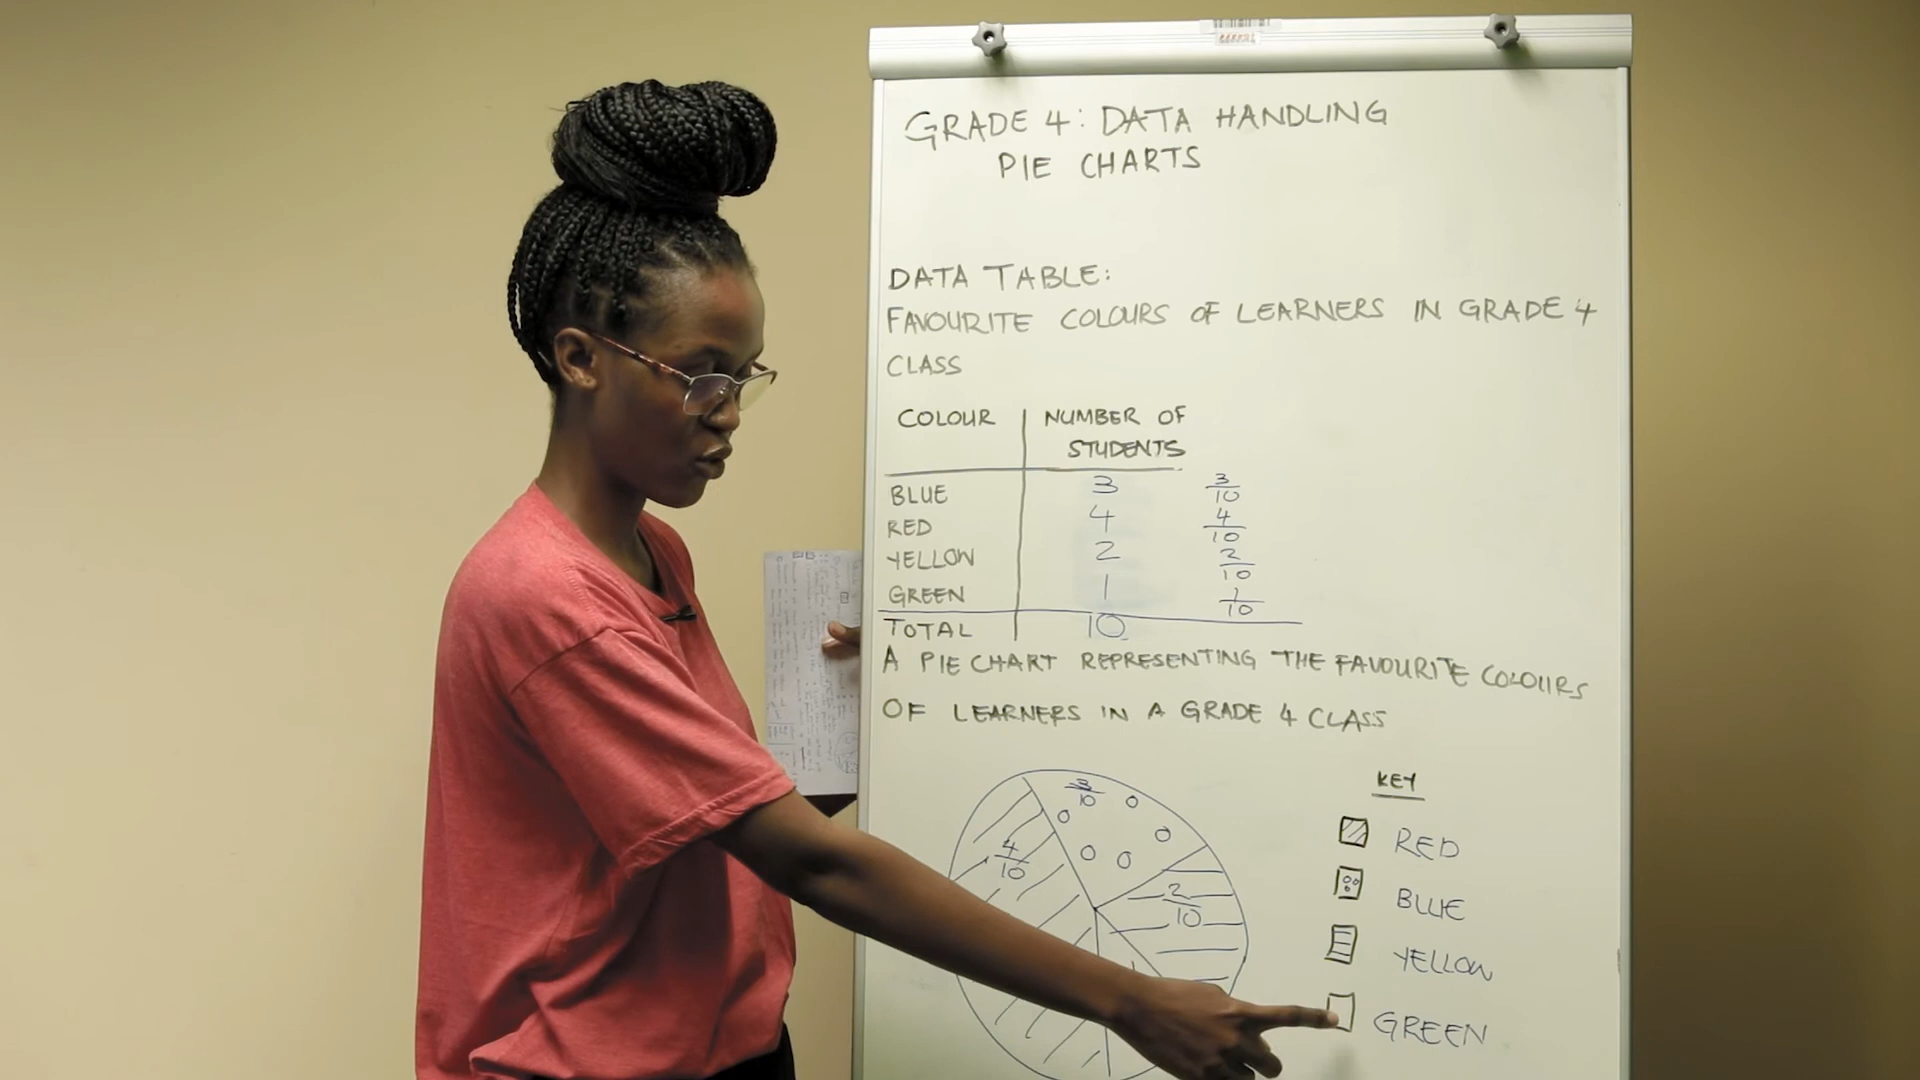 GRADE 4: DATA HANDLING
PIE CHARTS
DATA TABLE:
FAVOURITE COLOURS OF LEARNERS IN GRADE 4
CLASS
COLOUR NUMBER OF
STUDENTS
BLUE 3 3/10
RED 4 4/10
YELLOW 2 2/10
GREEN 1 1/10
TOTAL 10
A PIE CHART REPRESENTING THE FAVOURITE COLOURS
OF LEARNERS IN A GRADE 4 CLASS
3/10
4/10
2/10
KEY
RED
BLUE
YELLOW
GREEN